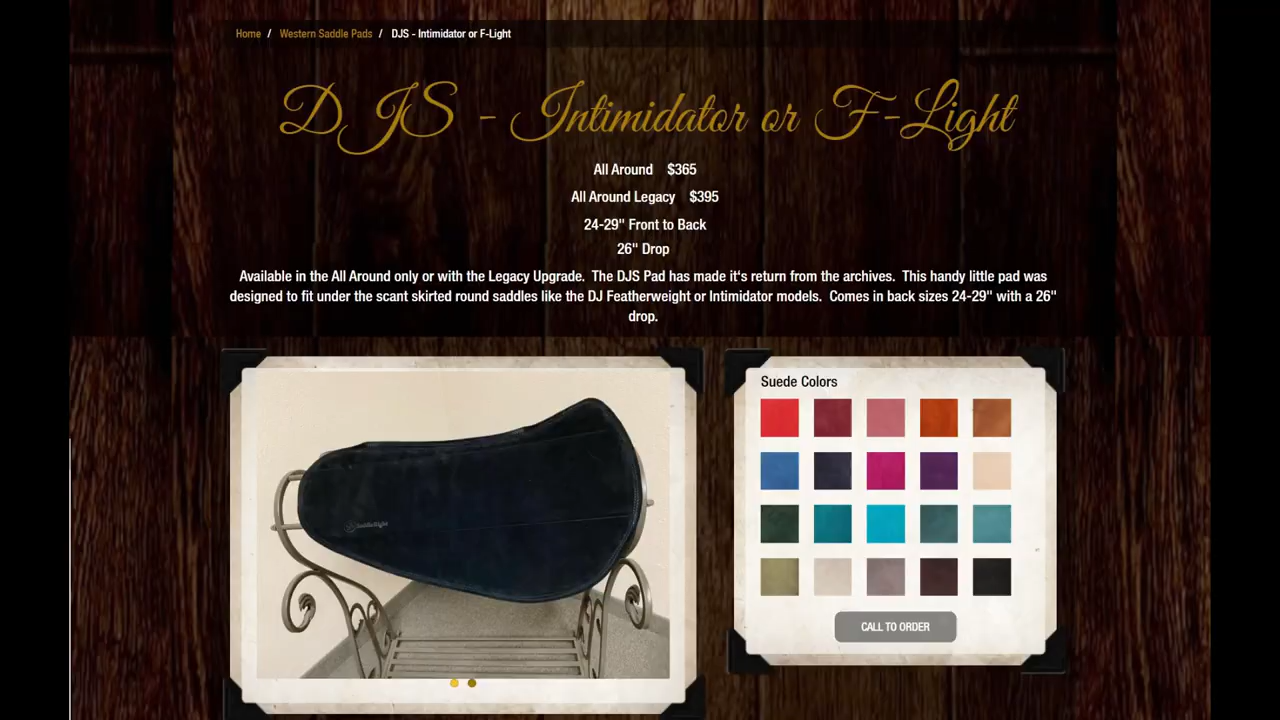 Home / Western Saddle Pads / DJS - Intimidator or F-Light
DJS - Intimidator or F-Light
All Around $365
All Around Legacy $395
24-29" Front to Back
26" Drop
Available in the All Around only or with the Legacy Upgrade. The DJS Pad has made it's return from the archives. This handy little pad was
designed to fit under the scant skirted round saddles like the DJ Featherweight or Intimidator models. Comes in back sizes 24-29" with a 26"
drop.
Suede Colors
SaddleRight
CALL TO ORDER